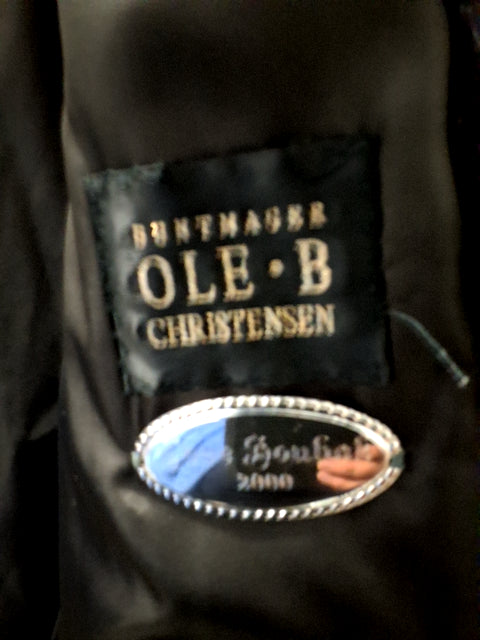 BUNTMAGER
OLE • B
CHRISTENSEN
2000